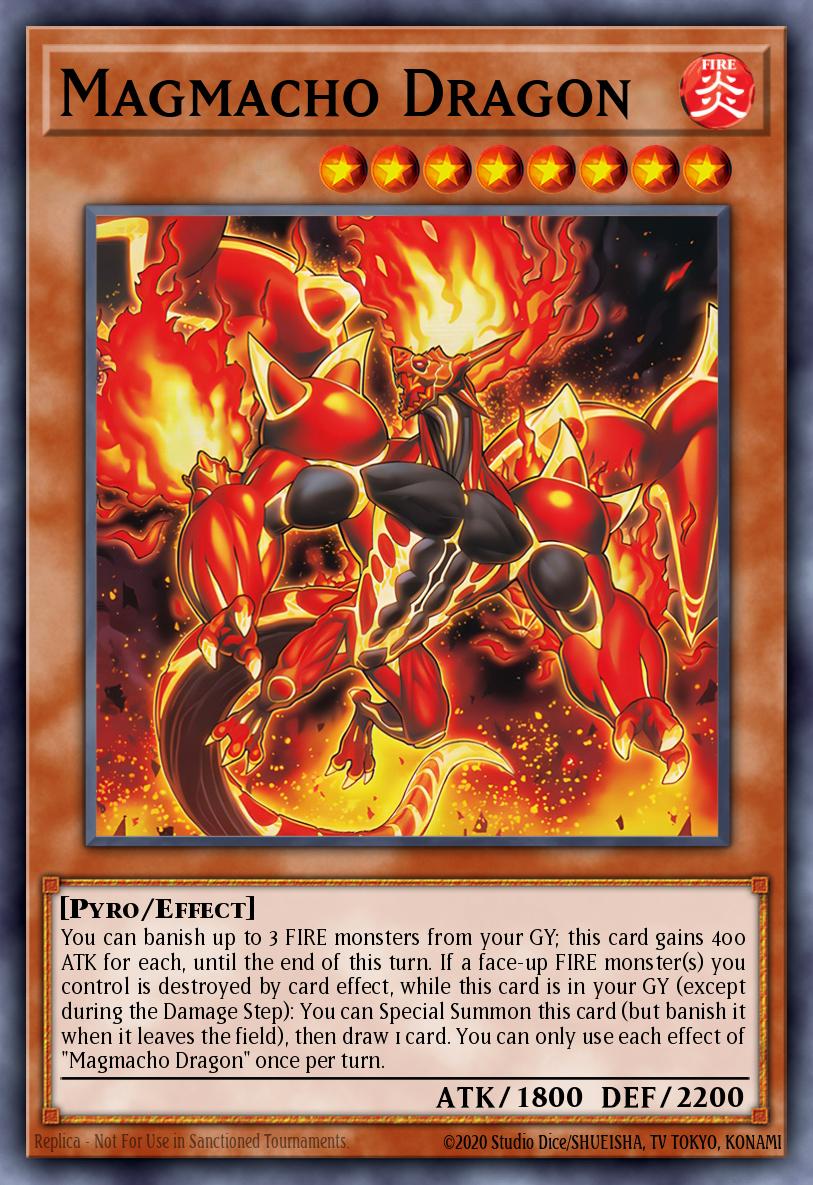 Magmacho Dragon
FIRE
炎
[Pyro/Effect]
You can banish up to 3 FIRE monsters from your GY; this card gains 400
ATK for each, until the end of this turn. If a face-up FIRE monster(s) you
control is destroyed by card effect, while this card is in your GY (except
during the Damage Step): You can Special Summon this card (but banish it
when it leaves the field), then draw 1 card. You can only use each effect of
"Magmacho Dragon" once per turn.
ATK/1800 DEF/2200
Replica - Not For Use in Sanctioned Tournaments.
©2020 Studio Dice/SHUEISHA, TV TOKYO, KONAMI